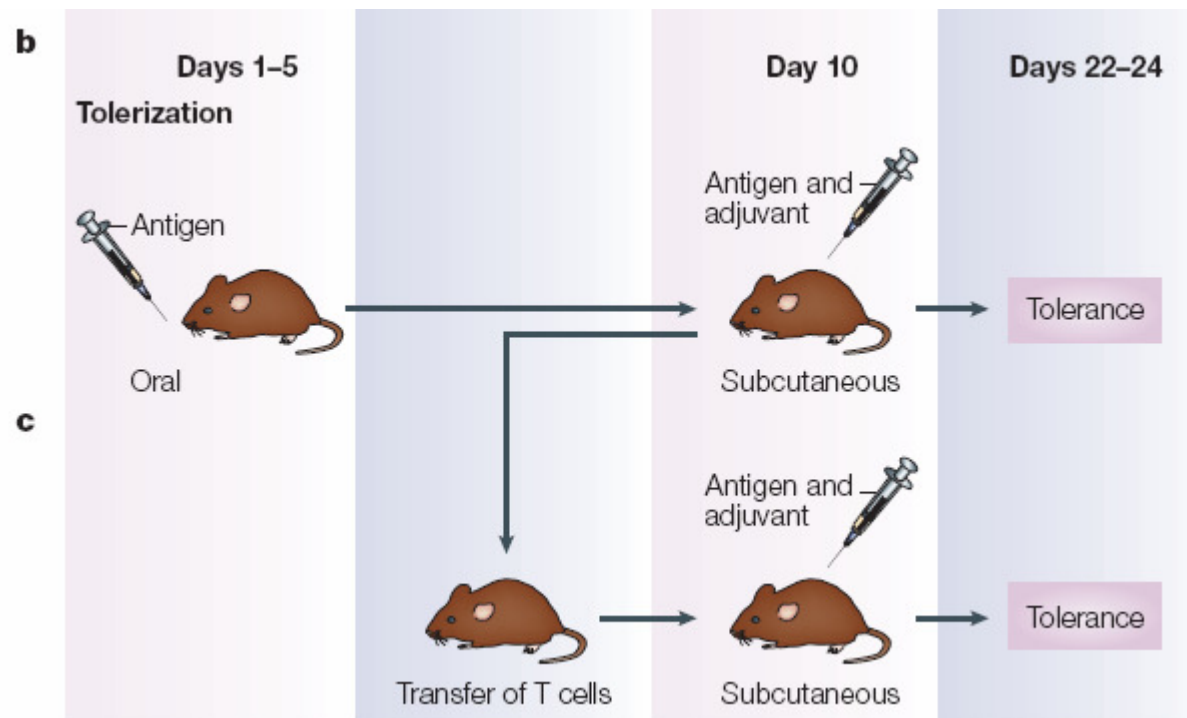 b
Days 1–5
Day 10
Days 22–24
Tolerization
Antigen
Antigen and
adjuvant
Tolerance
Oral
Subcutaneous
c
Antigen and
adjuvant
Tolerance
Transfer of T cells
Subcutaneous